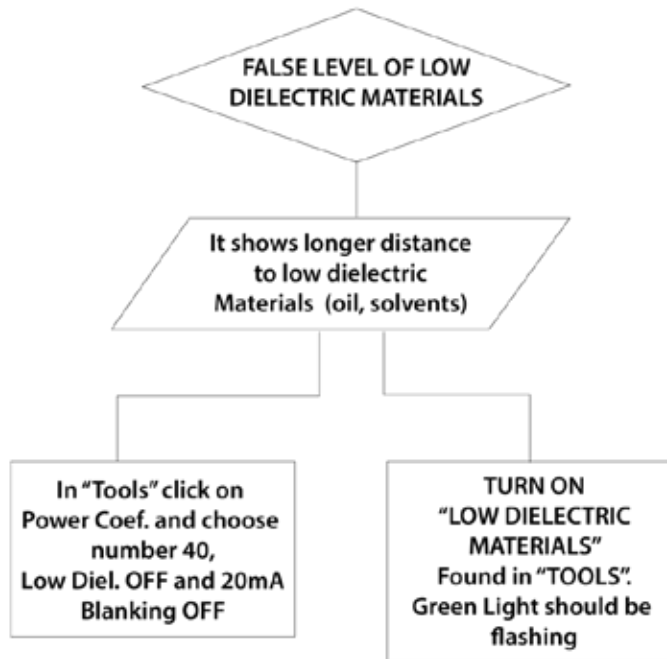 FALSE LEVEL OF LOW
DIELECTRIC MATERIALS
It shows longer distance
to low dielectric
Materials (oil, solvents)
In “Tools” click on
Power Coef. and choose
number 40,
Low Diel. OFF and 20mA
Blanking OFF
TURN ON
“LOW DIELECTRIC
MATERIALS”
Found in “TOOLS”.
Green Light should be
flashing